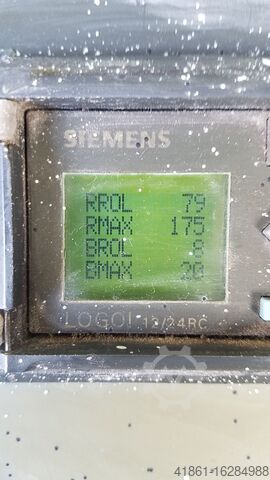 SIEMENS
RROL 79
RMAX 175
BROL 8
BMAX 20
LOGO! 12/24RC
41861-16284988